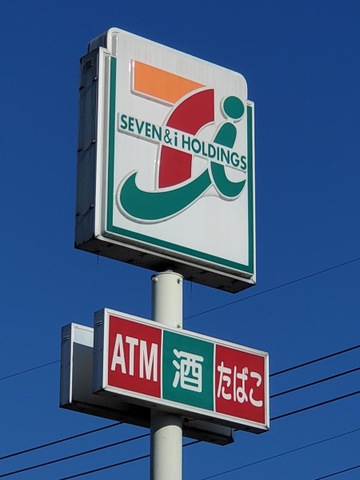 SEVEN & i HOLDINGS
ATM 酒 たばこ